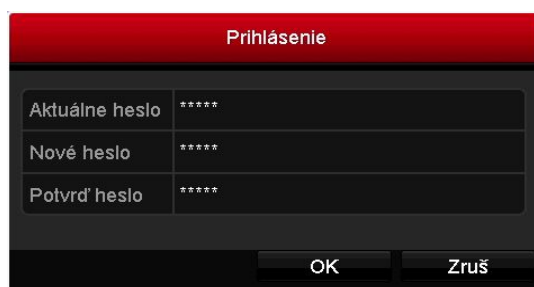 Prihlásenie
Aktuálne heslo *****
Nové heslo *****
Potvrď heslo *****
OK Zruš